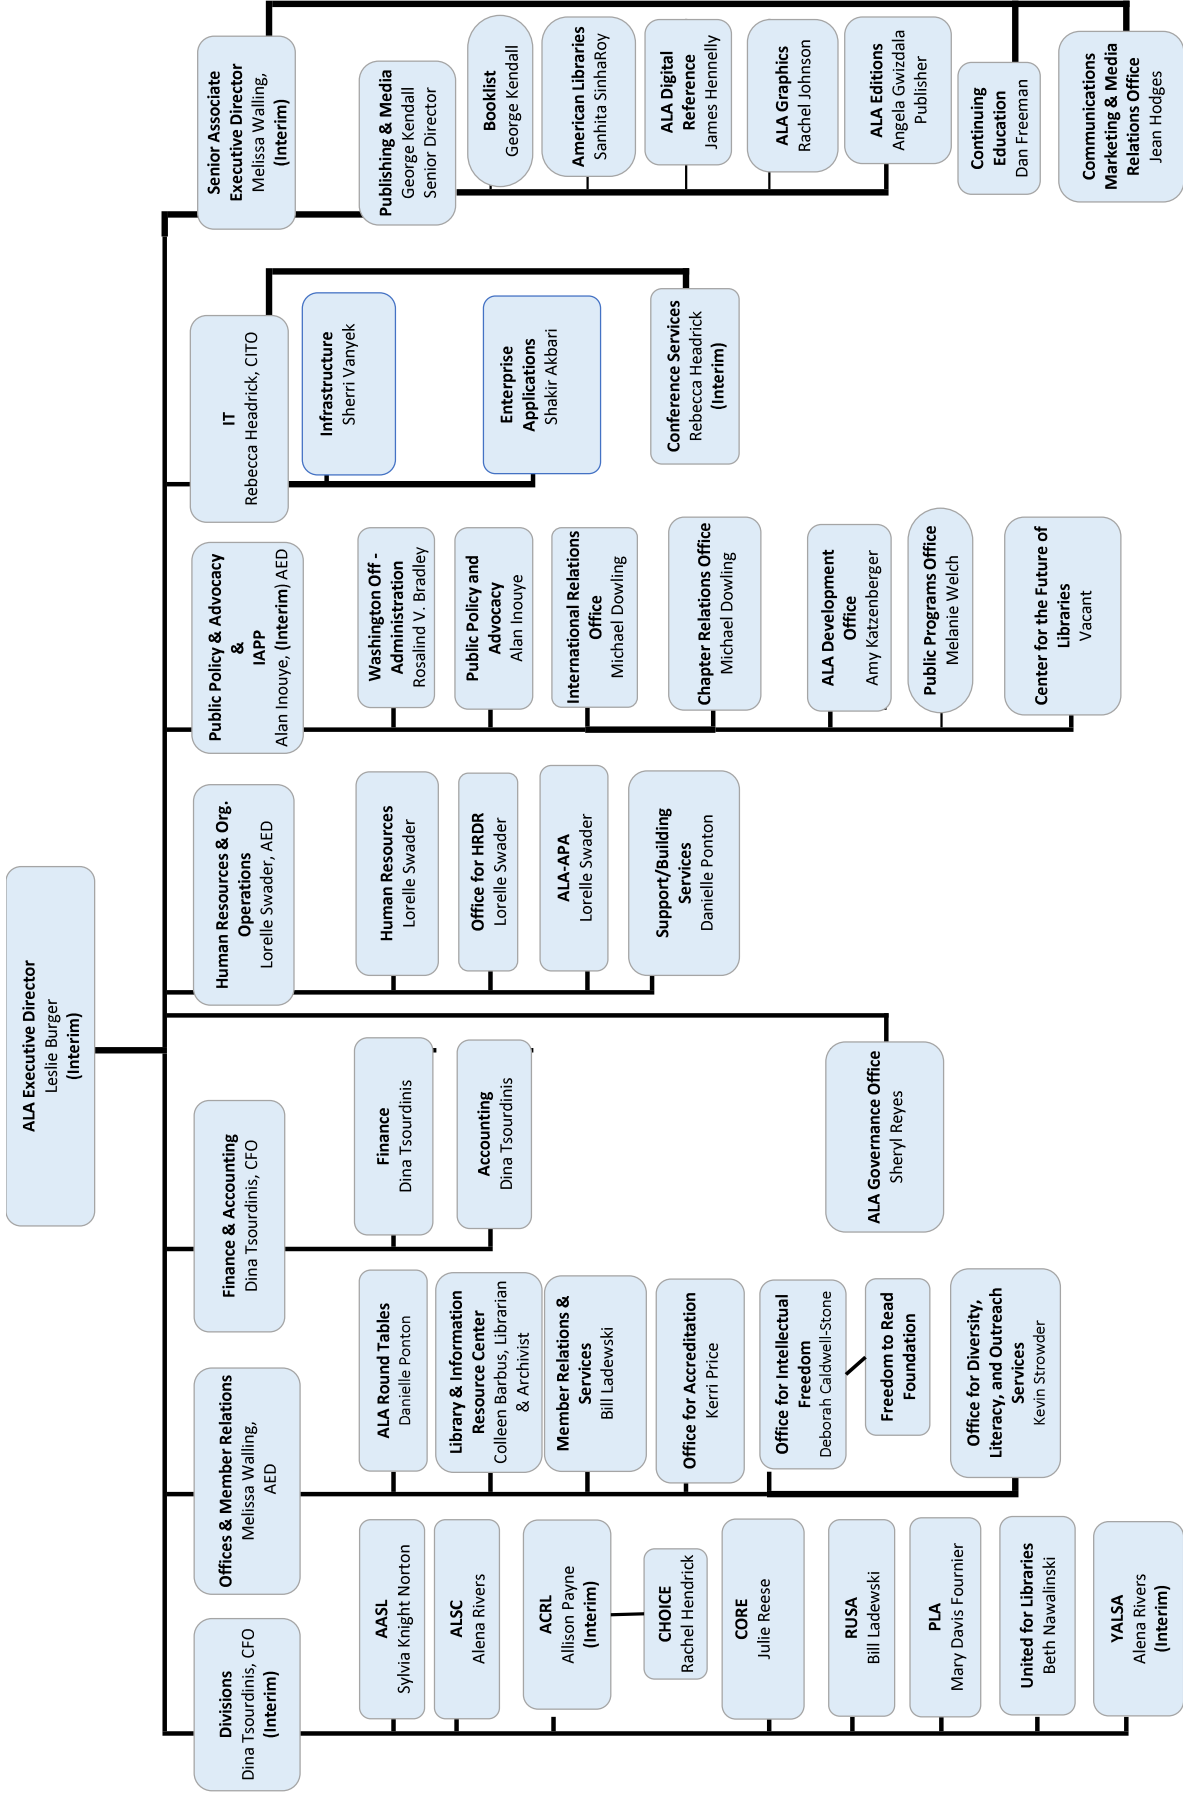 ALA Executive Director
Leslie Burger
(Interim)
Divisions
Dina Tsourdinis, CFO
(Interim)
AASL
Sylvia Knight Norton
ALSC
Alena Rivers
ACRL
Allison Payne
(Interim)
CHOICE
Rachel Hendrick
CORE
Julie Reese
RUSA
Bill Ladewski
PLA
Mary Davis Fournier
United for Libraries
Beth Nawalinski
YALSA
Alena Rivers
(Interim)
Offices & Member Relations
Melissa Walling,
AED
ALA Round Tables
Danielle Ponton
Library & Information
Resource Center
Colleen Barbus, Librarian
& Archivist
Member Relations &
Services
Bill Ladewski
Office for Accreditation
Kerri Price
Office for Intellectual
Freedom
Deborah Caldwell-Stone
Freedom to Read
Foundation
Office for Diversity,
Literacy, and Outreach
Services
Kevin Strowder
Finance & Accounting
Dina Tsourdinis, CFO
Finance
Dina Tsourdinis
Accounting
Dina Tsourdinis
ALA Governance Office
Sheryl Reyes
Human Resources & Org.
Operations
Lorelle Swader, AED
Human Resources
Lorelle Swader
Office for HRDR
Lorelle Swader
ALA-APA
Lorelle Swader
Support/Building
Services
Danielle Ponton
Public Policy & Advocacy
&
IAPP
Alan Inouye, (Interim) AED
Washington Off -
Administration
Rosalind V. Bradley
Public Policy and
Advocacy
Alan Inouye
International Relations
Office
Michael Dowling
Chapter Relations Office
Michael Dowling
ALA Development
Office
Amy Katzenberger
Public Programs Office
Melanie Welch
Center for the Future of
Libraries
Vacant
IT
Rebecca Headrick, CITO
Infrastructure
Sherri Vanyek
Enterprise
Applications
Shakir Akbari
Conference Services
Rebecca Headrick
(Interim)
Senior Associate
Executive Director
Melissa Walling,
(Interim)
Publishing & Media
George Kendall
Senior Director
Booklist
George Kendall
American Libraries
Sanhita SinhaRoy
ALA Digital
Reference
James Hennelly
ALA Graphics
Rachel Johnson
ALA Editions
Angela Gwizdala
Publisher
Continuing
Education
Dan Freeman
Communications
Marketing & Media
Relations Office
Jean Hodges